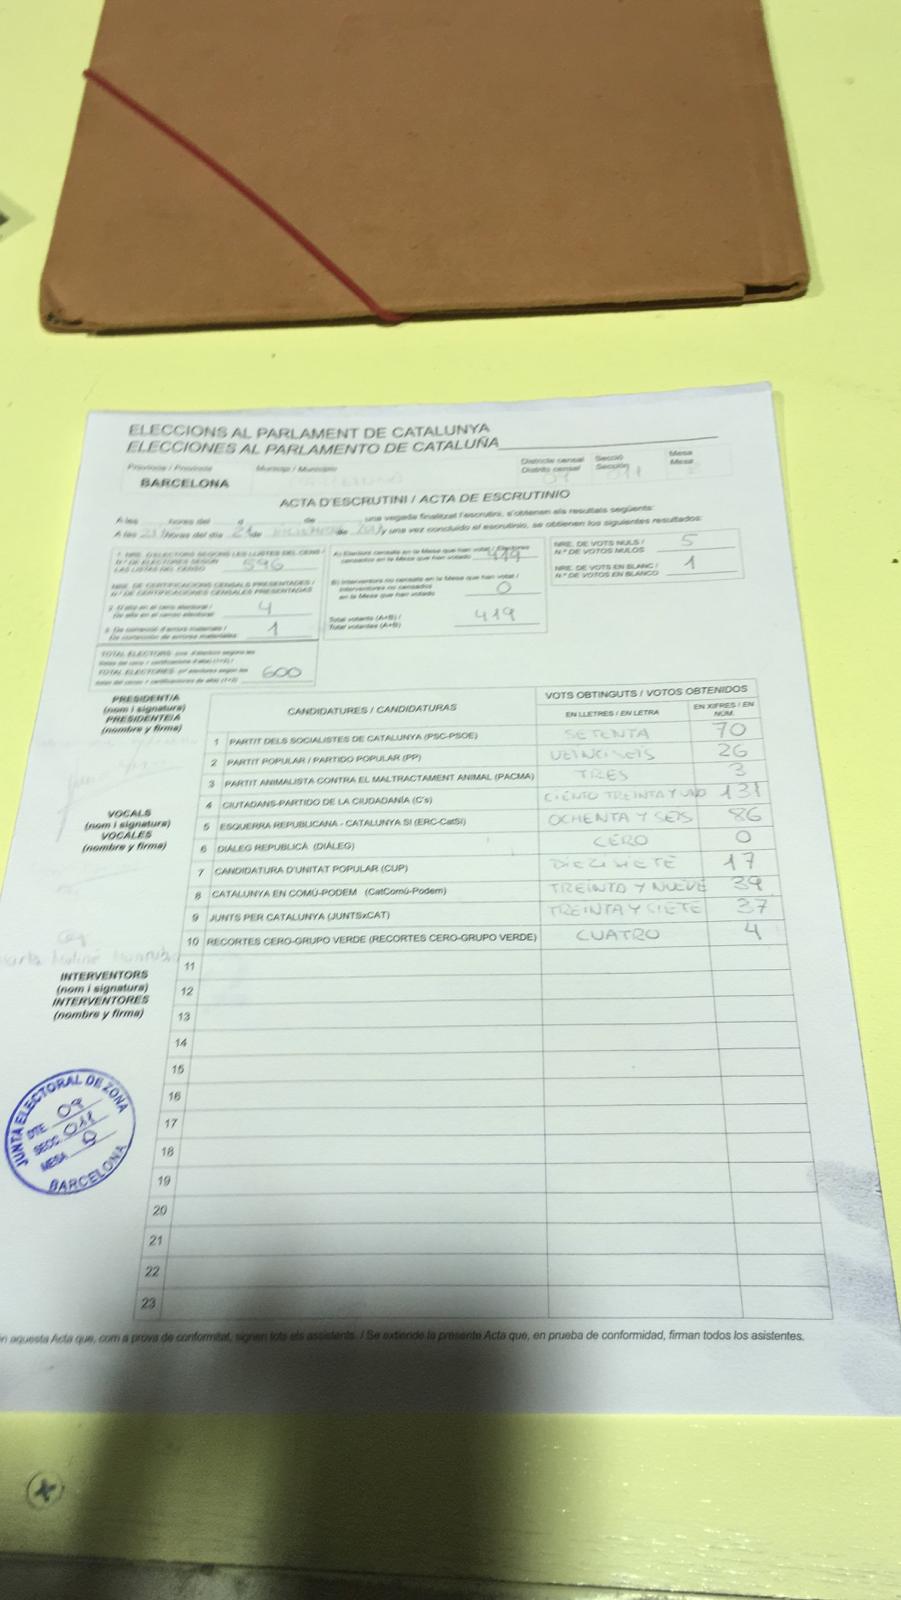 ELECCIONS AL PARLAMENT DE CATALUNYA
ELECCIONES AL PARLAMENTO DE CATALUÑA
Província / Provincia Municipi / Municipio Districte censal Secció Mesa
Distrito censal Sección Mesa
BARCELONA 09 011
ACTA D'ESCRUTINI / ACTA DE ESCRUTINIO
A les hores del d de una vegada finalitzat l'escrutini, s'obtenen els resultats següents:
A las horas del día 21 de de y una vez concluido el escrutinio, se obtienen los siguientes resultados:
1. NRE. D'ELECTORS SEGONS LES LLISTES DEL CENS /
N.º DE ELECTORES SEGÚN
LAS LISTAS DEL CENSO 596
NRE. DE CERTIFICACIONS CENSALS PRESENTADES /
N.º DE CERTIFICACIONES CENSALES PRESENTADAS
2. D'alta en el cens electoral /
De alta en el censo electoral 4
3. De correcció d'errors materials /
De corrección de errores materiales 1
TOTAL ELECTORES 600
A) Electors censats en la Mesa que han votat / Electores
censados en la Mesa que han votado 419
B) Interventors no censats en la Mesa que han votat /
Interventores no censados
en la Mesa que han votado 0
Total votants (A+B) /
Total votantes (A+B) 419
NRE. DE VOTS NULS /
N.º DE VOTOS NULOS 5
NRE. DE VOTS EN BLANC /
N.º DE VOTOS EN BLANCO 1
PRESIDENT/A
(nom i signatura)
PRESIDENTE/A
(nombre y firma)
VOCALS
(nom i signatura)
VOCALES
(nombre y firma)
INTERVENTORS
(nom i signatura)
INTERVENTORES
(nombre y firma)
CANDIDATURES / CANDIDATURAS VOTS OBTINGUTS / VOTOS OBTENIDOS
EN LLETRES / EN LETRA EN XIFRES / EN NÚM.
1 PARTIT DELS SOCIALISTES DE CATALUNYA (PSC-PSOE) SETENTA 70
2 PARTIT POPULAR / PARTIDO POPULAR (PP) VEINCISEIS 26
3 PARTIT ANIMALISTA CONTRA EL MALTRACTAMENT ANIMAL (PACMA) TRES 3
4 CIUTADANS-PARTIDO DE LA CIUDADANÍA (C's) CIENTO TREINTA Y UNO 131
5 ESQUERRA REPUBLICANA - CATALUNYA SÍ (ERC-CatSí) OCHENTA Y SEIS 86
6 DIÀLEG REPUBLICÀ (DIÀLEG) CERO 0
7 CANDIDATURA D'UNITAT POPULAR (CUP) DIECISIETE 17
8 CATALUNYA EN COMÚ-PODEM (CatComú-Podem) TREINTA Y NUEVE 39
9 JUNTS PER CATALUNYA (JUNTSxCAT) TREINTA Y SIETE 37
10 RECORTES CERO-GRUPO VERDE (RECORTES CERO-GRUPO VERDE) CUATRO 4
11
12
13
14
15
16
17
18
19
20
21
22
23
JUNTA ELECTORAL DE ZONA
DTE. 09
SECC. 011
MESA
BARCELONA
aquesta Acta que, com a prova de conformitat, signen tots els assistents. / Se extiende la presente Acta que, en prueba de conformidad, firman todos los asistentes.